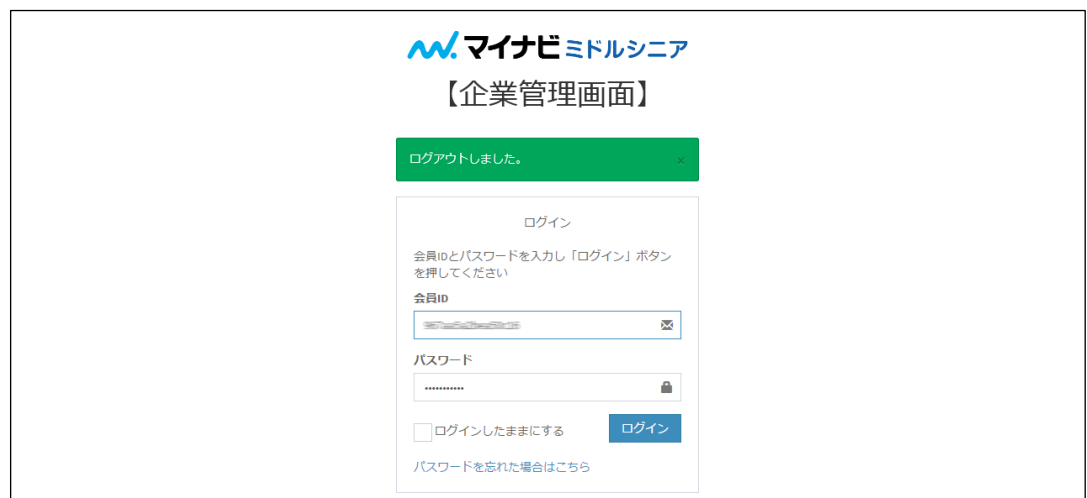 マイナビ ミドルシニア
【企業管理画面】
ログアウトしました。 ×
ログイン
会員IDとパスワードを入力し「ログイン」ボタン
を押してください
会員ID
パスワード
•••••••••••
ログインしたままにする ログイン
パスワードを忘れた場合はこちら